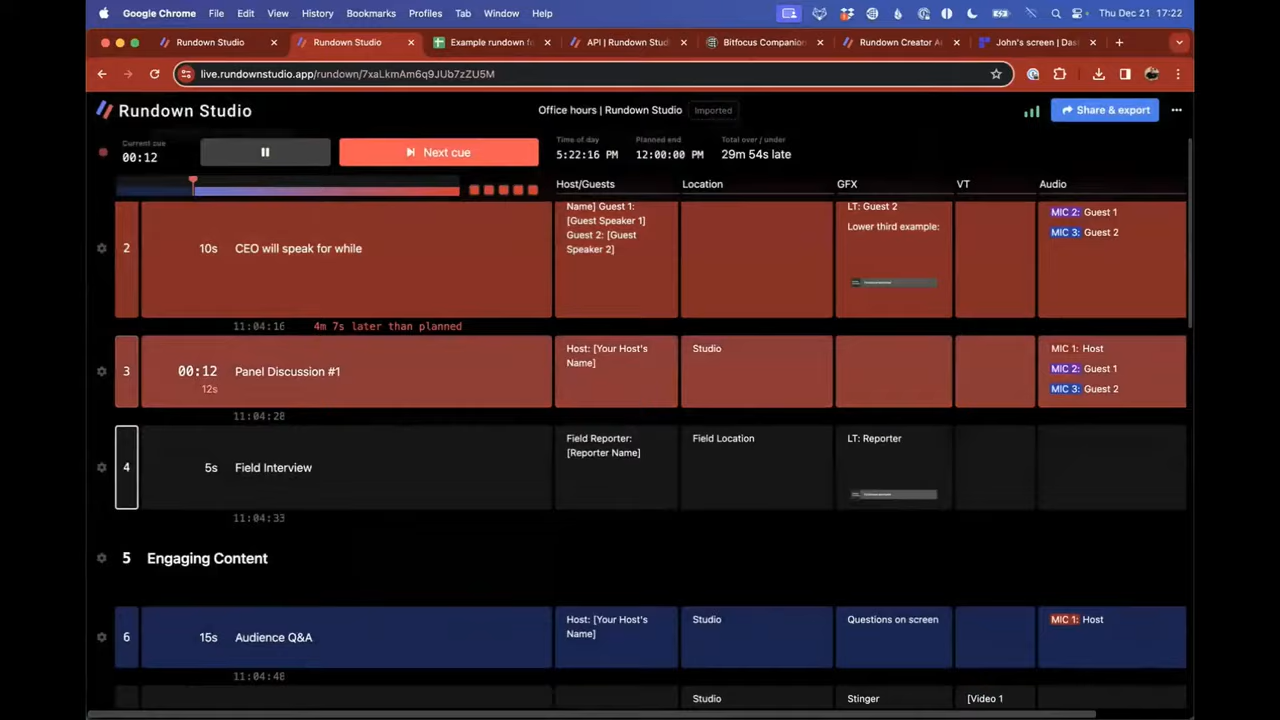 Google Chrome File Edit View History Bookmarks Profiles Tab Window Help Thu Dec 21 17:22
Rundown Studio Rundown Studio Example rundown fo API | Rundown Stud Bitfocus Companion Rundown Creator A John's screen | Das
live.rundownstudio.app/rundown/7xaLkmAm6q9JUb7zZU5M
Rundown Studio Office hours | Rundown Studio Imported Share & export
Current cue Time of day Planned end Total over / under
00:12 Next cue 5:22:16 PM 12:00:00 PM 29m 54s late
Host/Guests Location GFX VT Audio
Name] Guest 1: LT: Guest 2 MIC 2: Guest 1
[Guest Speaker 1] Lower third example: MIC 3: Guest 2
Guest 2: [Guest
2 10s CEO will speak for while Speaker 2]
11:04:16 4m 7s later than planned
Host: [Your Host's Studio MIC 1: Host
Name]
3 00:12 Panel Discussion #1 MIC 2: Guest 1
12s MIC 3: Guest 2
11:04:28
Field Reporter: Field Location LT: Reporter
[Reporter Name]
4 5s Field Interview
11:04:33
5 Engaging Content
Host: [Your Host's Studio Questions on screen MIC 1: Host
Name]
6 15s Audience Q&A
11:04:48
Studio Stinger [Video 1